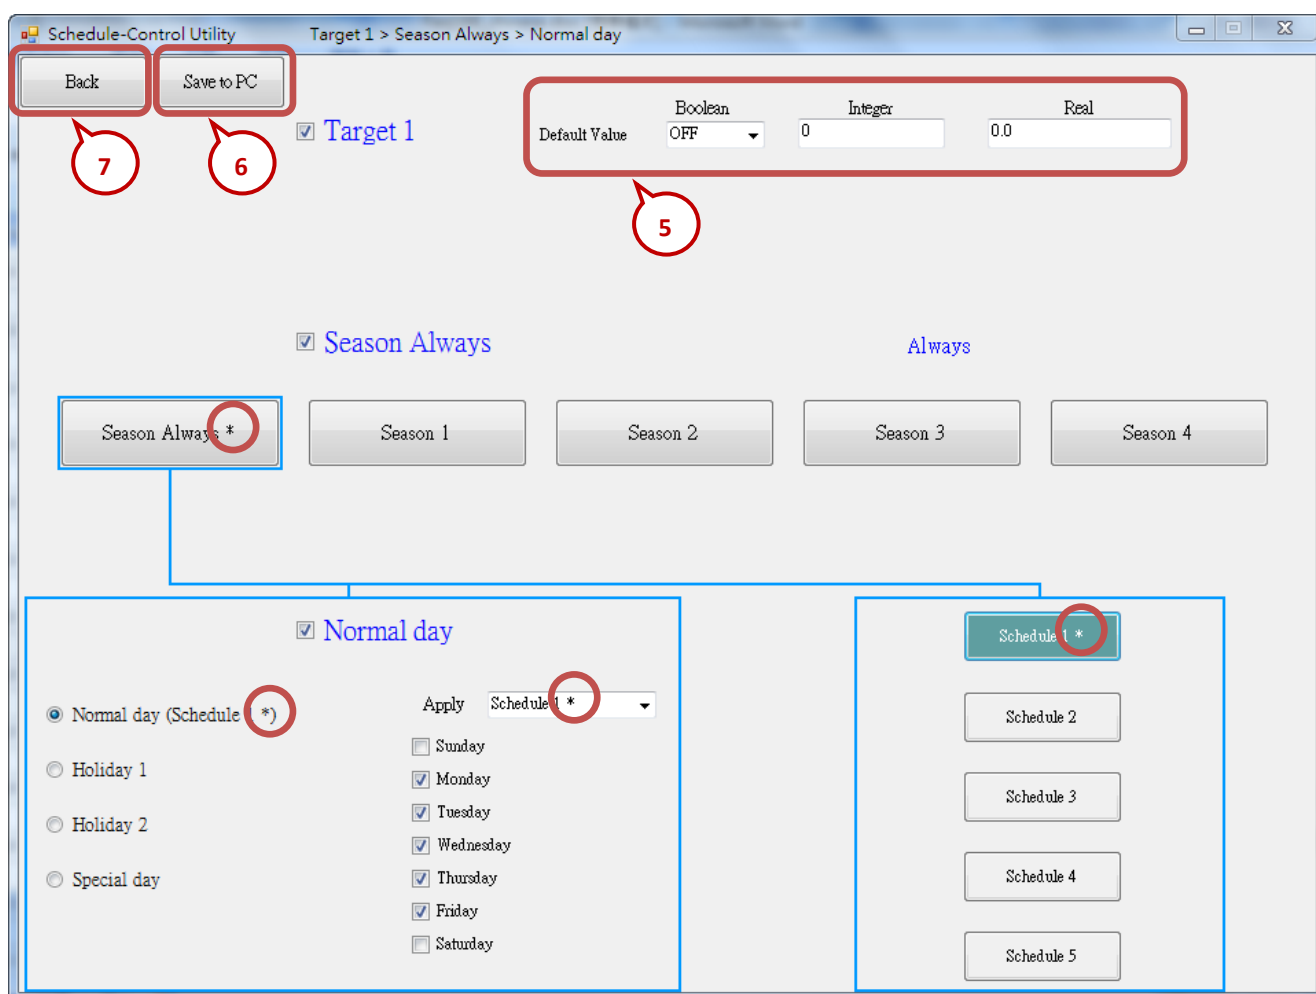 Schedule-Control Utility Target 1 > Season Always > Normal day
Back Save to PC
7 6
Target 1
Boolean Integer Real
Default Value OFF 0 0.0
5
Season Always Always
Season Always * Season 1 Season 2 Season 3 Season 4
Normal day
Normal day (Schedule 1 *)
Holiday 1
Holiday 2
Special day
Apply Schedule 1 *
Sunday
Monday
Tuesday
Wednesday
Thursday
Friday
Saturday
Schedule 1 *
Schedule 2
Schedule 3
Schedule 4
Schedule 5